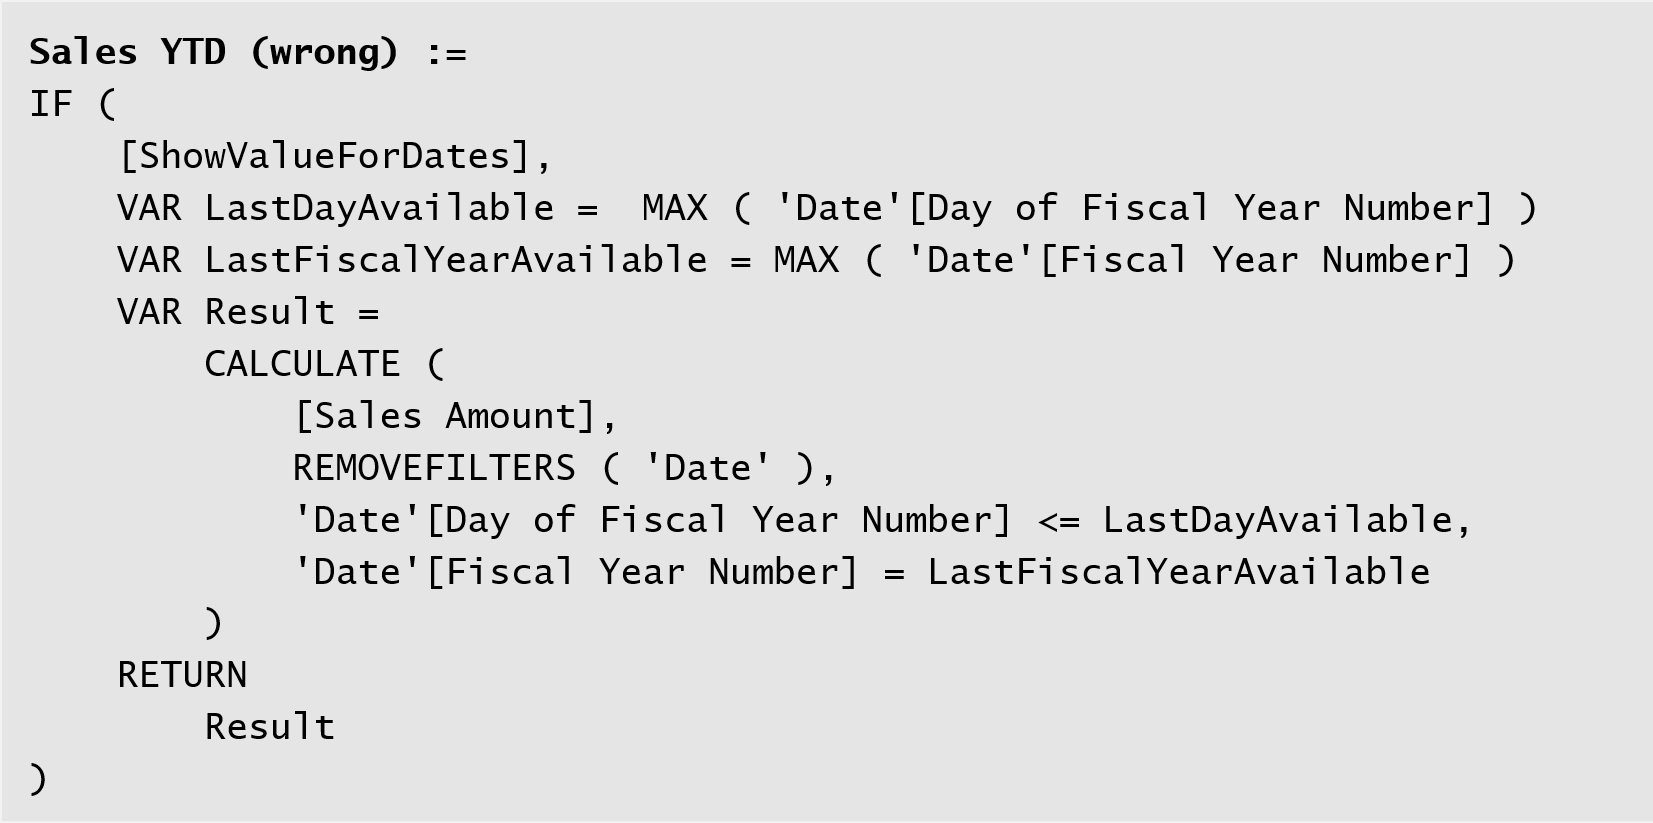 Sales YTD (wrong) :=
IF (
    [ShowValueForDates],
    VAR LastDayAvailable =  MAX ( 'Date'[Day of Fiscal Year Number] )
    VAR LastFiscalYearAvailable = MAX ( 'Date'[Fiscal Year Number] )
    VAR Result =
        CALCULATE (
            [Sales Amount],
            REMOVEFILTERS ( 'Date' ),
            'Date'[Day of Fiscal Year Number] <= LastDayAvailable,
            'Date'[Fiscal Year Number] = LastFiscalYearAvailable
        )
    RETURN
        Result
)